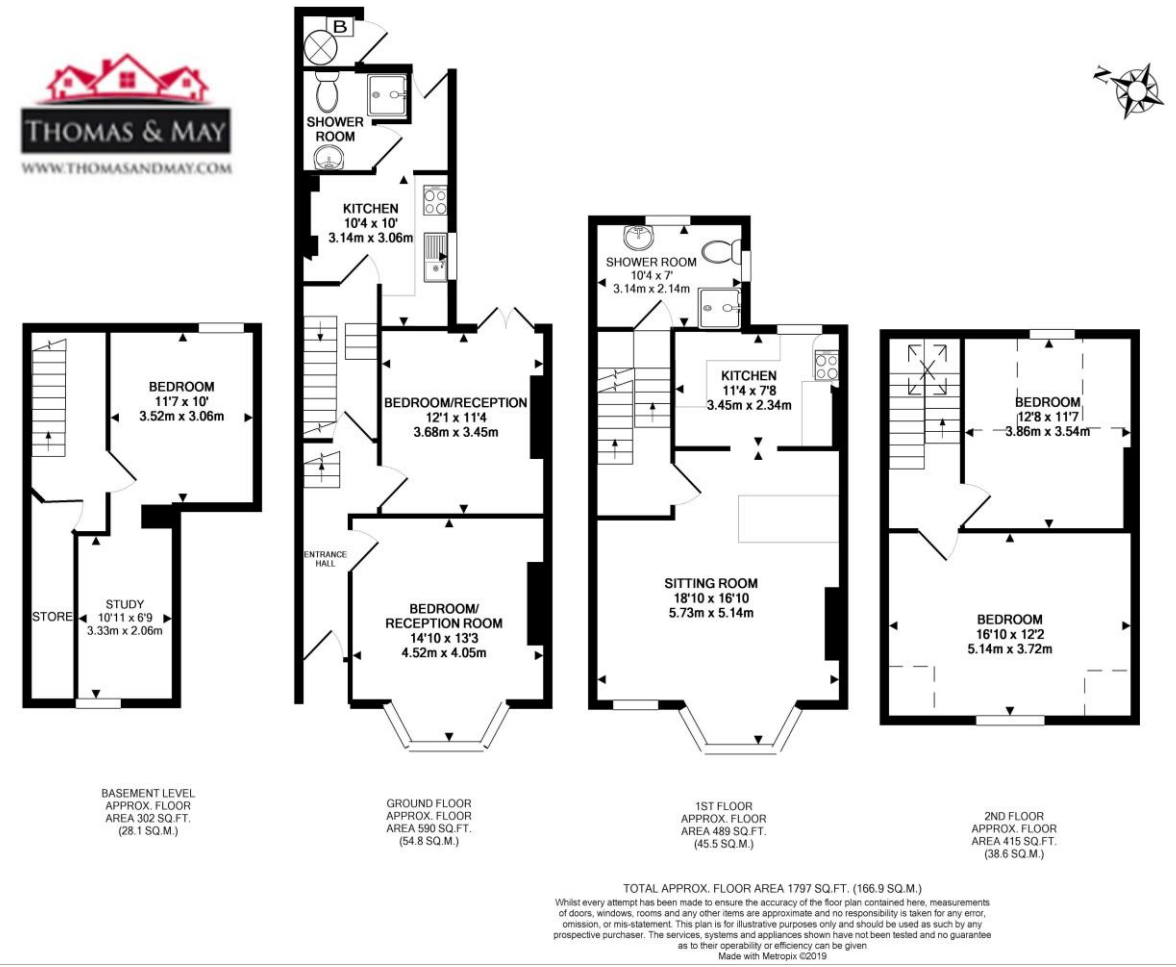 THOMAS & MAY
WWW.THOMASANDMAY.COM
N
BEDROOM
11'7 x 10'
3.52m x 3.06m
STORE
STUDY
10'11 x 6'9
3.33m x 2.06m
BASEMENT LEVEL
APPROX. FLOOR
AREA 302 SQ.FT.
(28.1 SQ.M.)
B
SHOWER
ROOM
KITCHEN
10'4 x 10'
3.14m x 3.06m
BEDROOM/RECEPTION
12'1 x 11'4
3.68m x 3.45m
ENTRANCE
HALL
BEDROOM/
RECEPTION ROOM
14'10 x 13'3
4.52m x 4.05m
GROUND FLOOR
APPROX. FLOOR
AREA 590 SQ.FT.
(54.8 SQ.M.)
SHOWER ROOM
10'4 x 7'
3.14m x 2.14m
KITCHEN
11'4 x 7'8
3.45m x 2.34m
SITTING ROOM
18'10 x 16'10
5.73m x 5.14m
1ST FLOOR
APPROX. FLOOR
AREA 489 SQ.FT.
(45.5 SQ.M.)
BEDROOM
12'8 x 11'7
3.86m x 3.54m
BEDROOM
16'10 x 12'2
5.14m x 3.72m
2ND FLOOR
APPROX. FLOOR
AREA 415 SQ.FT.
(38.6 SQ.M.)
TOTAL APPROX. FLOOR AREA 1797 SQ.FT. (166.9 SQ.M.)
Whilst every attempt has been made to ensure the accuracy of the floor plan contained here, measurements
of doors, windows, rooms and any other items are approximate and no responsibility is taken for any error,
omission, or mis-statement. This plan is for illustrative purposes only and should be used as such by any
prospective purchaser. The services, systems and appliances shown have not been tested and no guarantee
as to their operability or efficiency can be given
Made with Metropix ©2019